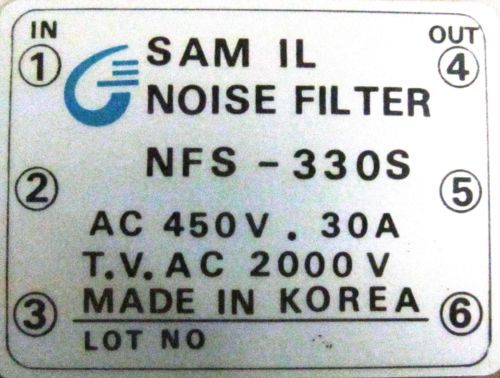 IN
OUT
① SAM IL ④
NOISE FILTER
NFS - 330S
② ⑤
AC 450V . 30A
T.V. AC 2000 V
③ MADE IN KOREA ⑥
LOT NO